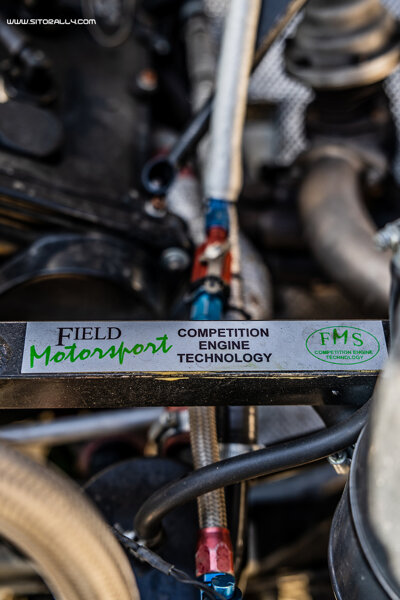 WWW.SITORALLY.COM
FIELD
Motorsport
COMPETITION
ENGINE
TECHNOLOGY
FMS
COMPETITION ENGINE
TECHNOLOGY